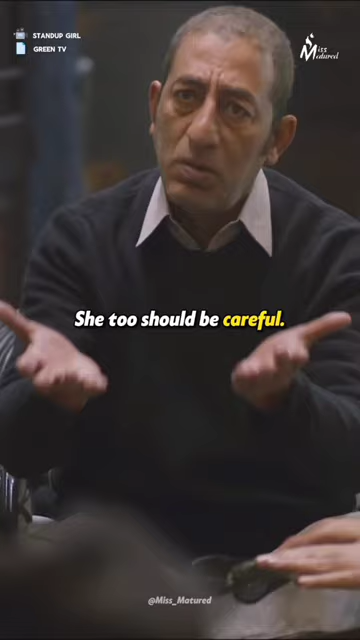 STANDUP GIRL
GREEN TV
Miss
Matured
She too should be careful.
@Miss_Matured